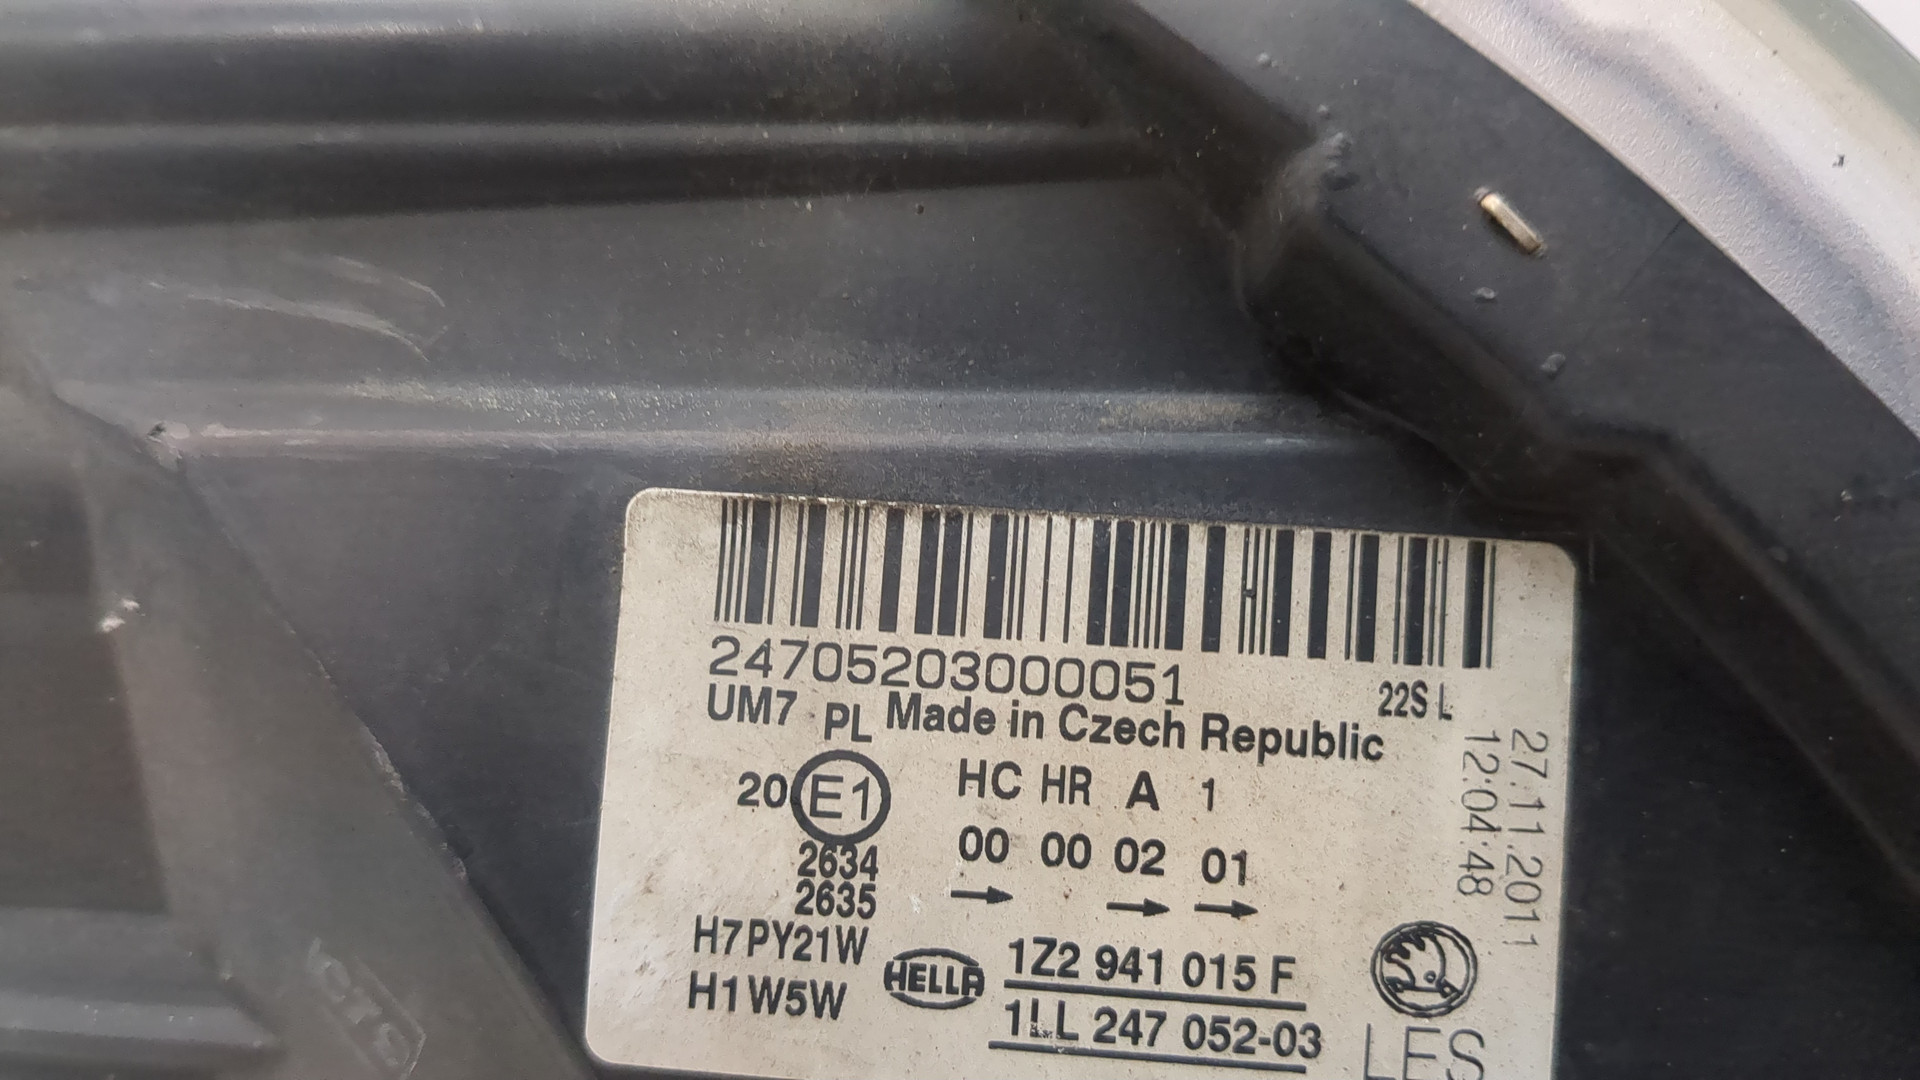 24705203000051
22S L
UM7 PL Made in Czech Republic
27.11.2011
12:04:48
20 E1 HC HR A 1
00 00 02 01
2634
2635
→ → →
H7PY21W
H1W5W
HELLA
1Z2 941 015 F
1LL 247 052-03
LES